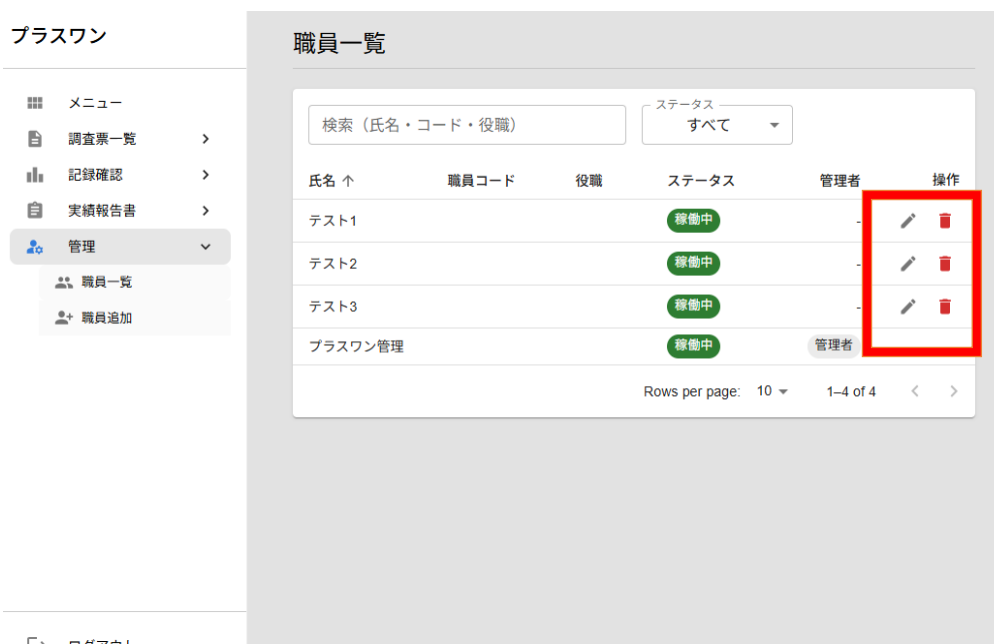 プラスワン
メニュー
調査票一覧
記録確認
実績報告書
管理
職員一覧
職員追加
職員一覧
検索（氏名・コード・役職）
ステータス
すべて
氏名 ↑ 職員コード 役職 ステータス 管理者 操作
テスト1 稼働中 -
テスト2 稼働中 -
テスト3 稼働中 -
プラスワン管理 稼働中 管理者
Rows per page: 10 1–4 of 4